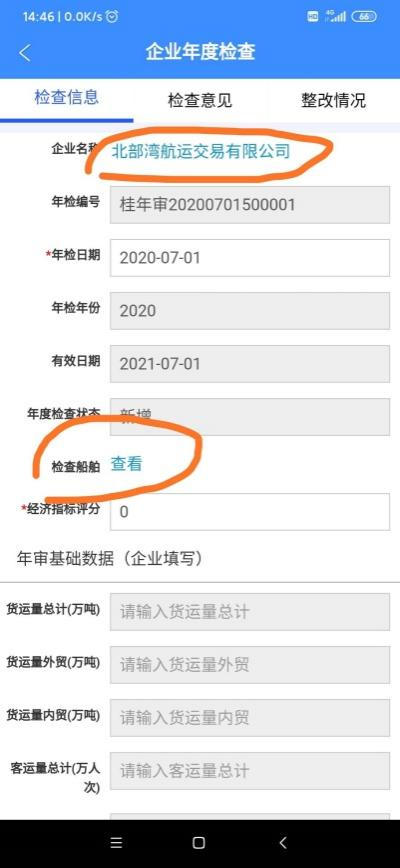 14:46 | 0.0K/s
HD 4G 66
企业年度检查
检查信息 检查意见 整改情况
企业名称 北部湾航运交易有限公司
年检编号 桂年审20200701500001
*年检日期 2020-07-01
年检年份 2020
有效日期 2021-07-01
年度检查状态 新增
检查船舶 查看
*经济指标评分 0
年审基础数据（企业填写）
货运量总计(万吨) 请输入货运量总计
货运量外贸(万吨) 请输入货运量外贸
货运量内贸(万吨) 请输入货运量内贸
客运量总计(万人
次) 请输入客运量总计